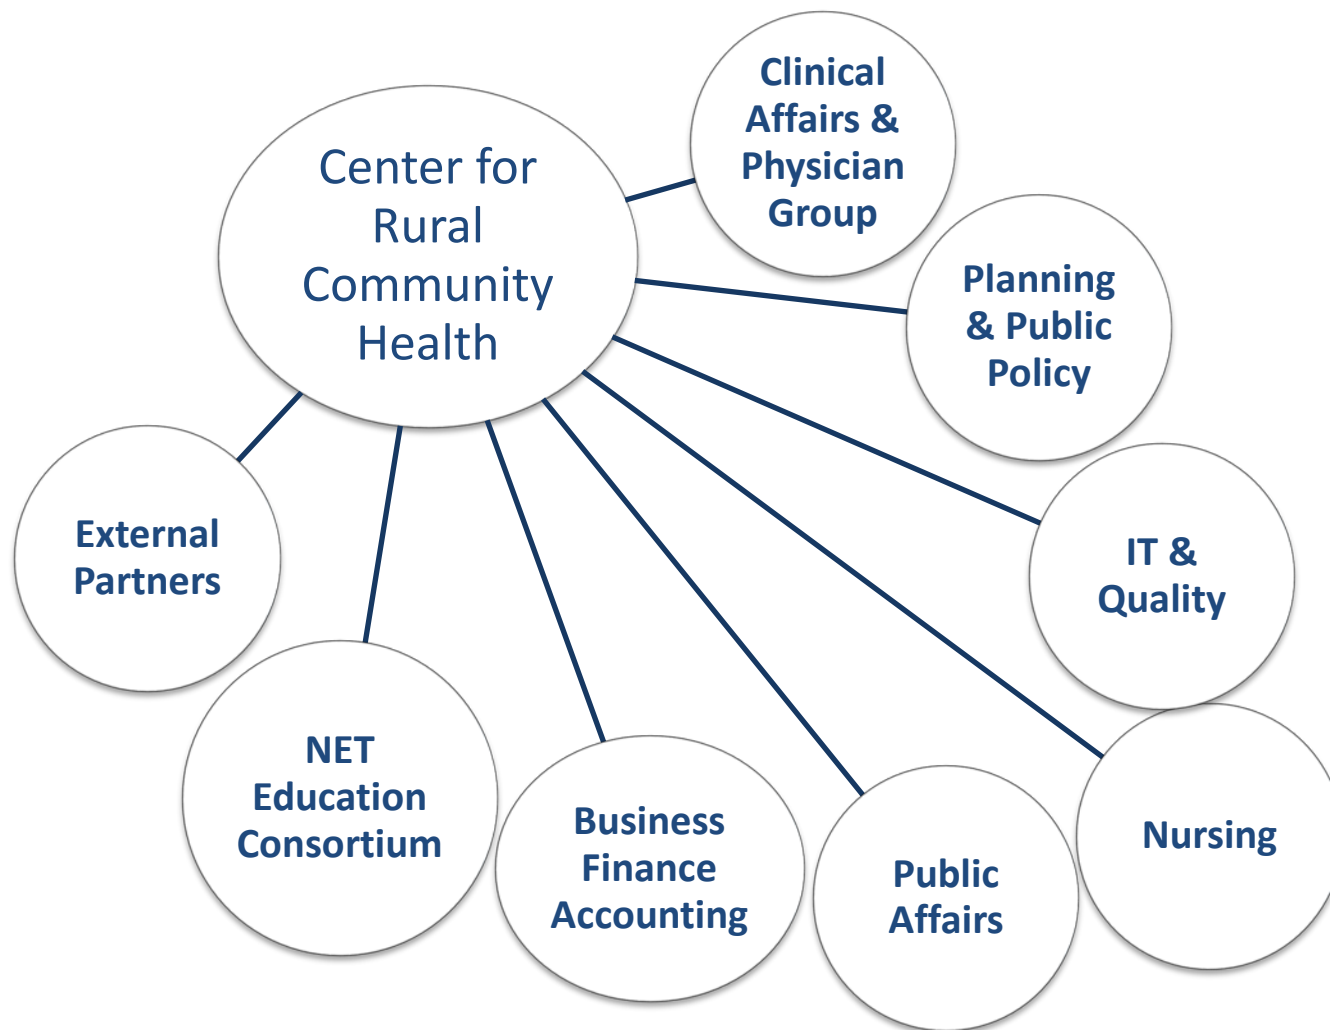 Center for
Rural
Community
Health
Clinical
Affairs &
Physician
Group
Planning
& Public
Policy
IT &
Quality
Nursing
Public
Affairs
Business
Finance
Accounting
NET
Education
Consortium
External
Partners